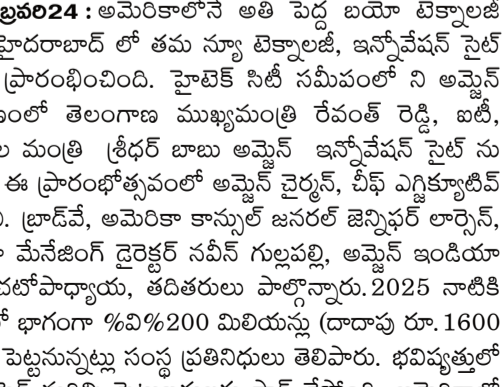 బ్రవరి24 : అమెరికాలోనే అతి పెద్ద బయో టెక్నాలజీ
హైదరాబాద్ లో తమ న్యూ టెక్నాలజీ, ఇన్నోవేషన్ సైట్
ప్రారంభించింది. హైటెక్ సిటీ సమీపంలో ని అమ్జెన్
ణంలో తెలంగాణ ముఖ్యమంత్రి రేవంత్ రెడ్డి, ఐటీ,
ల మంత్రి శ్రీధర్ బాబు అమ్జెన్ ఇన్నోవేషన్ సైట్ ను
ఈ ప్రారంభోత్సవంలో అమ్జెన్ చైర్మన్, చీఫ్ ఎగ్జిక్యూటివ్
ఏ. బ్రాడ్‌వే, అమెరికా కాన్సుల్ జనరల్ జెన్నిఫర్ లార్సెన్,
మేనేజింగ్ డైరెక్టర్ నవీన్ గుల్లపల్లి, అమ్జెన్ ఇండియా
చటోపాధ్యాయ, తదితరులు పాల్గొన్నారు. 2025 నాటికి
భాగంగా %వి%200 మిలియన్లు (దాదాపు రూ. 1600
పెట్టనున్నట్లు సంస్థ ప్రతినిధులు తెలిపారు. భవిష్యత్తులో